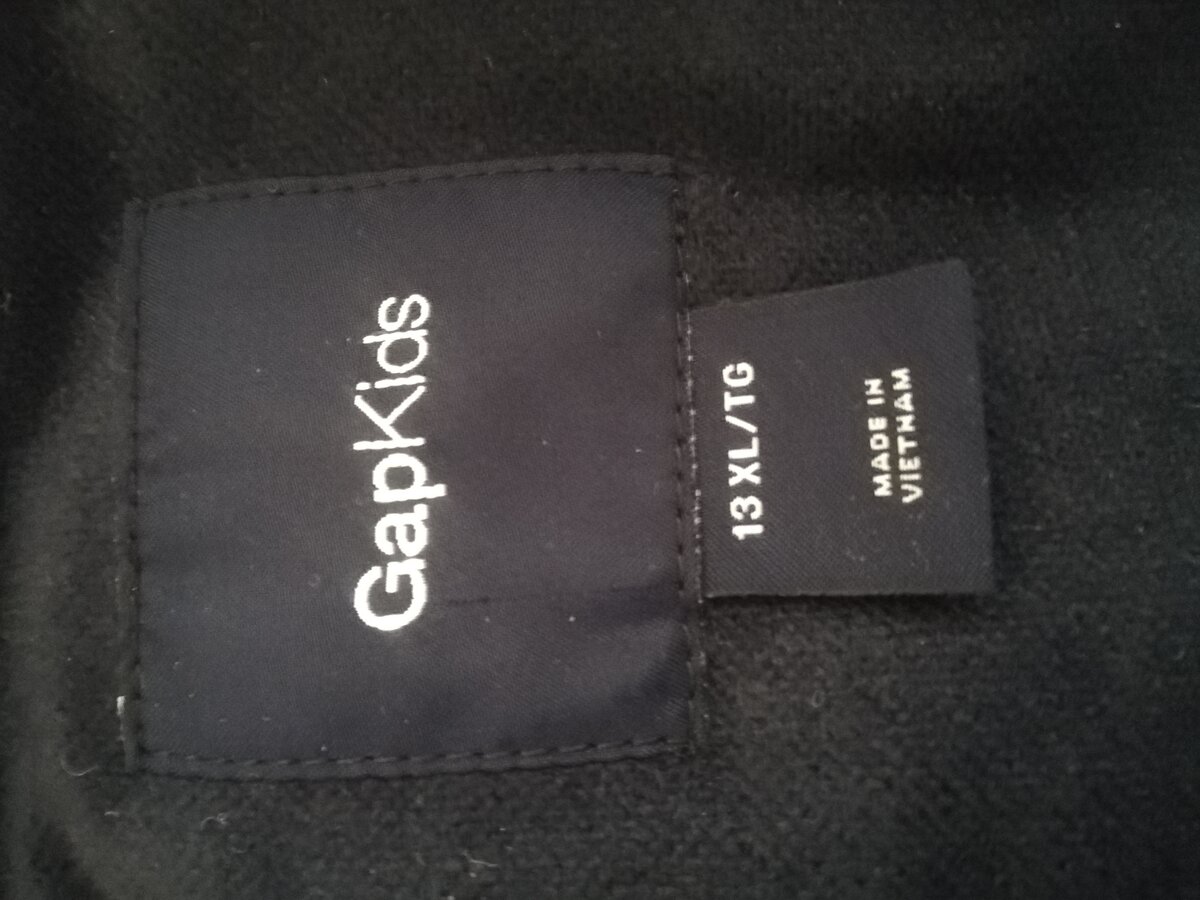 GapKids
13 XL/TG
MADE IN
VIETNAM